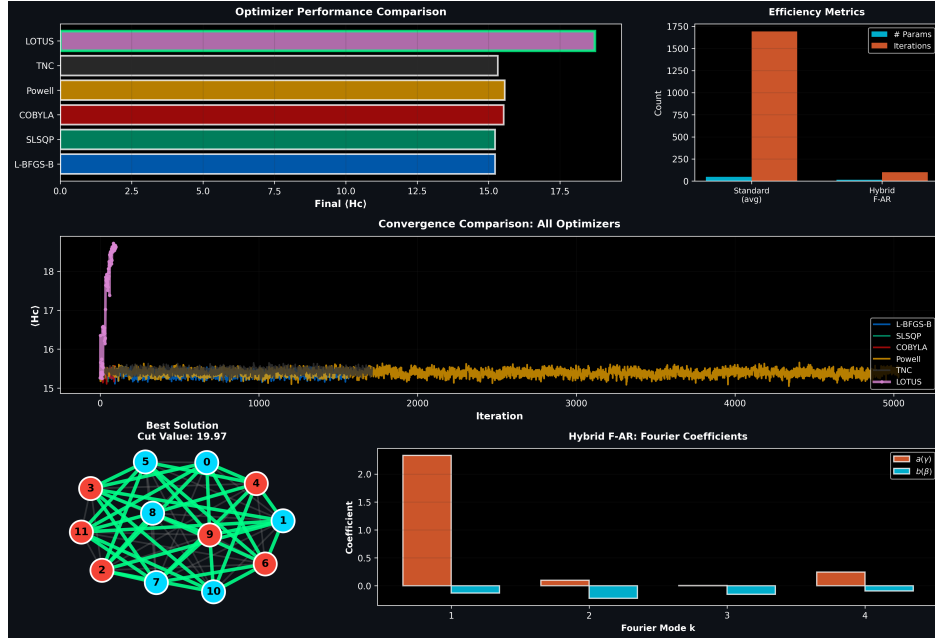 Optimizer Performance Comparison
LOTUS
TNC
Powell
COBYLA
SLSQP
L-BFGS-B
0.0 2.5 5.0 7.5 10.0 12.5 15.0 17.5
Final ⟨Hc⟩
Efficiency Metrics
# Params
Iterations
1750
1500
1250
1000
750
500
250
0
Count
Standard
(avg)
Hybrid
F-AR
Convergence Comparison: All Optimizers
18
17
16
15
⟨Hc⟩
L-BFGS-B
SLSQP
COBYLA
Powell
TNC
LOTUS
0 1000 2000 3000 4000 5000
Iteration
Best Solution
Cut Value: 19.97
5 0
3 4
8 1
11 9
2 6
7 10
Hybrid F-AR: Fourier Coefficients
a(γ)
b(β)
2.0
1.5
1.0
0.5
0.0
Coefficient
1 2 3 4
Fourier Mode k